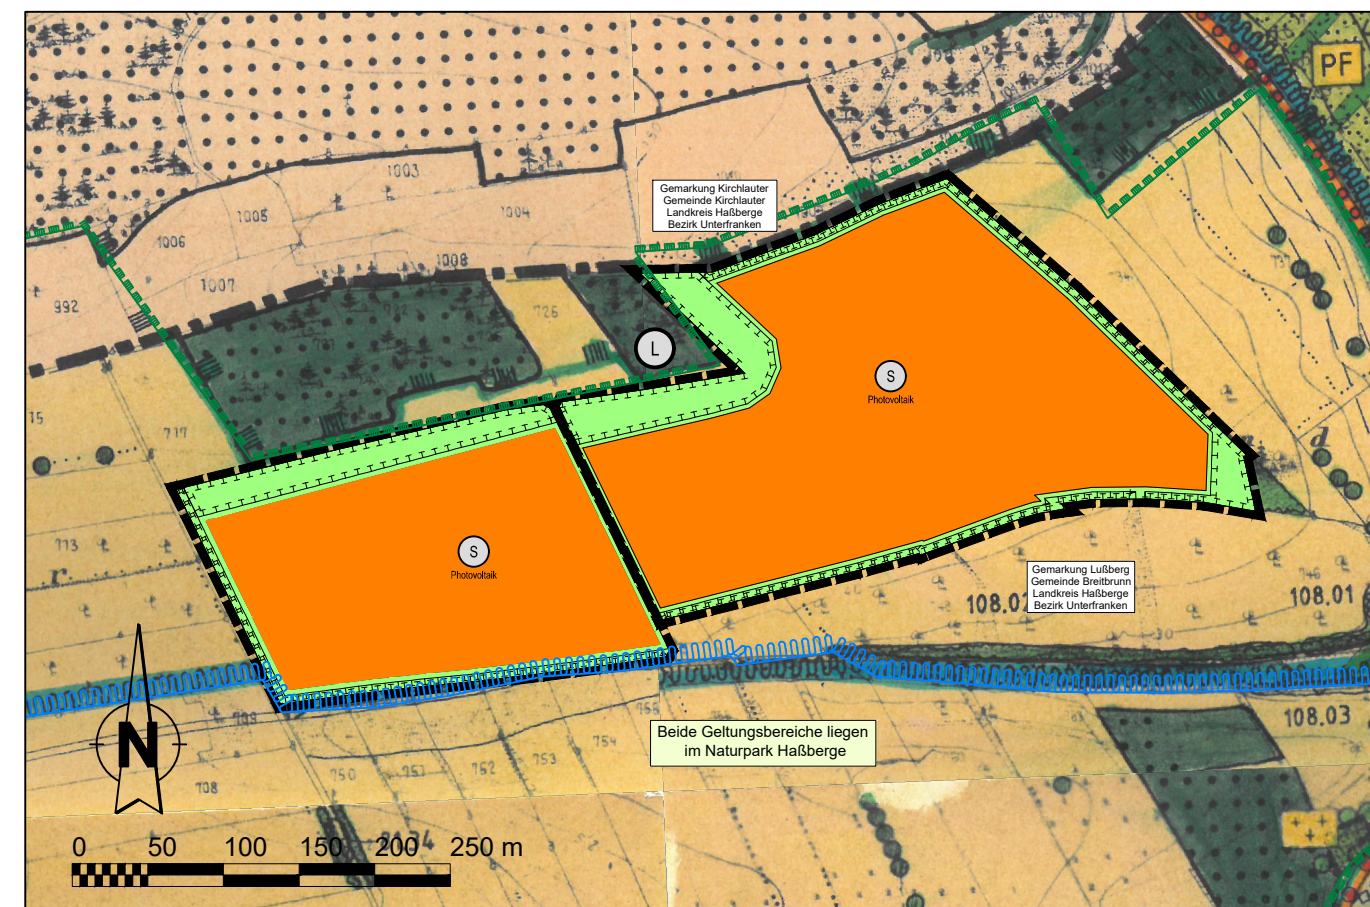 PF
1003
Gemarkung Kirchlauter
Gemeinde Kirchlauter
Landkreis Haßberge
Bezirk Unterfranken
1005
1004
1006
1008
1007
992
726
L
S
Photovoltaik
15
717
d
713
r
S
Photovoltaik
Gemarkung Lußberg
Gemeinde Breitbrunn
Landkreis Haßberge
Bezirk Unterfranken
108.01
30
108.03
Beide Geltungsbereiche liegen
im Naturpark Haßberge
N
750
751
752
753
754
708
0 50 100 150 200 250 m